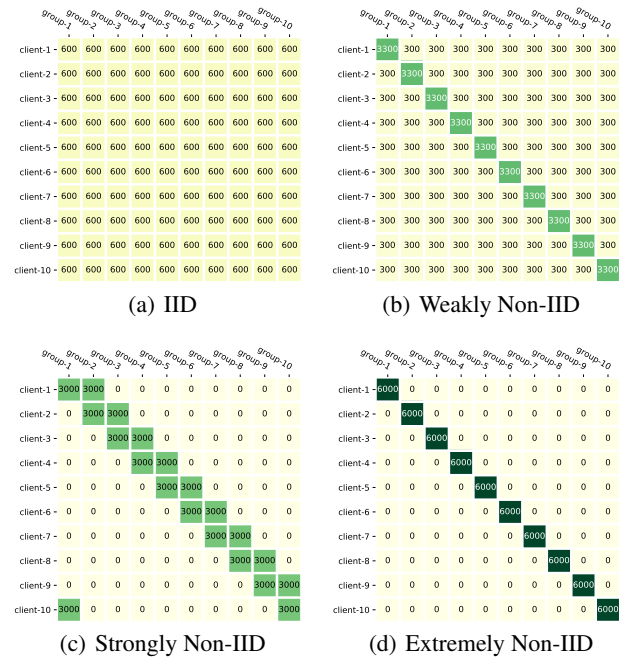 group-1 group-2 group-3 group-4 group-5 group-6 group-7 group-8 group-9 group-10
client-1 600 600 600 600 600 600 600 600 600 600
client-2 600 600 600 600 600 600 600 600 600 600
client-3 600 600 600 600 600 600 600 600 600 600
client-4 600 600 600 600 600 600 600 600 600 600
client-5 600 600 600 600 600 600 600 600 600 600
client-6 600 600 600 600 600 600 600 600 600 600
client-7 600 600 600 600 600 600 600 600 600 600
client-8 600 600 600 600 600 600 600 600 600 600
client-9 600 600 600 600 600 600 600 600 600 600
client-10 600 600 600 600 600 600 600 600 600 600
(a) IID
group-1 group-2 group-3 group-4 group-5 group-6 group-7 group-8 group-9 group-10
client-1 3300 300 300 300 300 300 300 300 300 300
client-2 300 3300 300 300 300 300 300 300 300 300
client-3 300 300 3300 300 300 300 300 300 300 300
client-4 300 300 300 3300 300 300 300 300 300 300
client-5 300 300 300 300 3300 300 300 300 300 300
client-6 300 300 300 300 300 3300 300 300 300 300
client-7 300 300 300 300 300 300 3300 300 300 300
client-8 300 300 300 300 300 300 300 3300 300 300
client-9 300 300 300 300 300 300 300 300 3300 300
client-10 300 300 300 300 300 300 300 300 300 3300
(b) Weakly Non-IID
group-1 group-2 group-3 group-4 group-5 group-6 group-7 group-8 group-9 group-10
client-1 3000 3000 0 0 0 0 0 0 0 0
client-2 0 3000 3000 0 0 0 0 0 0 0
client-3 0 0 3000 3000 0 0 0 0 0 0
client-4 0 0 0 3000 3000 0 0 0 0 0
client-5 0 0 0 0 3000 3000 0 0 0 0
client-6 0 0 0 0 0 3000 3000 0 0 0
client-7 0 0 0 0 0 0 3000 3000 0 0
client-8 0 0 0 0 0 0 0 3000 3000 0
client-9 0 0 0 0 0 0 0 0 3000 3000
client-10 3000 0 0 0 0 0 0 0 0 3000
(c) Strongly Non-IID
group-1 group-2 group-3 group-4 group-5 group-6 group-7 group-8 group-9 group-10
client-1 6000 0 0 0 0 0 0 0 0 0
client-2 0 6000 0 0 0 0 0 0 0 0
client-3 0 0 6000 0 0 0 0 0 0 0
client-4 0 0 0 6000 0 0 0 0 0 0
client-5 0 0 0 0 6000 0 0 0 0 0
client-6 0 0 0 0 0 6000 0 0 0 0
client-7 0 0 0 0 0 0 6000 0 0 0
client-8 0 0 0 0 0 0 0 6000 0 0
client-9 0 0 0 0 0 0 0 0 6000 0
client-10 0 0 0 0 0 0 0 0 0 6000
(d) Extremely Non-IID